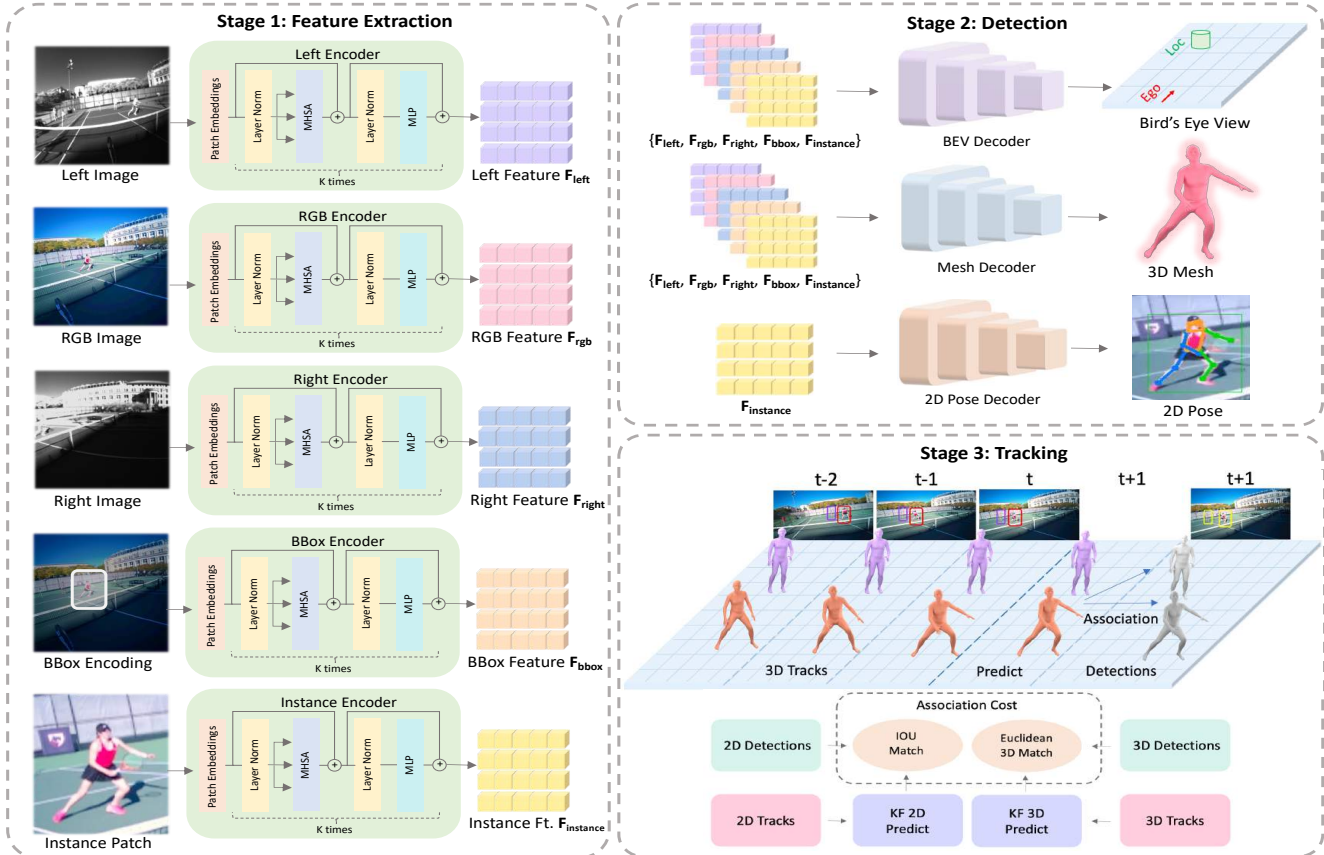 Stage 1: Feature Extraction
Left Encoder
Patch Embeddings
Layer Norm
MHSA
+
Layer Norm
MLP
+
K times
Left Image
Left Feature F_left
RGB Encoder
Patch Embeddings
Layer Norm
MHSA
+
Layer Norm
MLP
+
K times
RGB Image
RGB Feature F_rgb
Right Encoder
Patch Embeddings
Layer Norm
MHSA
+
Layer Norm
MLP
+
K times
Right Image
Right Feature F_right
BBox Encoder
Patch Embeddings
Layer Norm
MHSA
+
Layer Norm
MLP
+
K times
BBox Encoding
BBox Feature F_bbox
Instance Encoder
Patch Embeddings
Layer Norm
MHSA
+
Layer Norm
MLP
+
K times
Instance Patch
Instance Ft. F_instance
Stage 2: Detection
{F_left, F_rgb, F_right, F_bbox, F_instance}
BEV Decoder
Loc
Ego
Bird's Eye View
{F_left, F_rgb, F_right, F_bbox, F_instance}
Mesh Decoder
3D Mesh
F_instance
2D Pose Decoder
2D Pose
Stage 3: Tracking
t-2
t-1
t
t+1
t+1
Association
3D Tracks
Predict
Detections
Association Cost
2D Detections
IOU
Match
Euclidean
3D Match
3D Detections
2D Tracks
KF 2D
Predict
KF 3D
Predict
3D Tracks